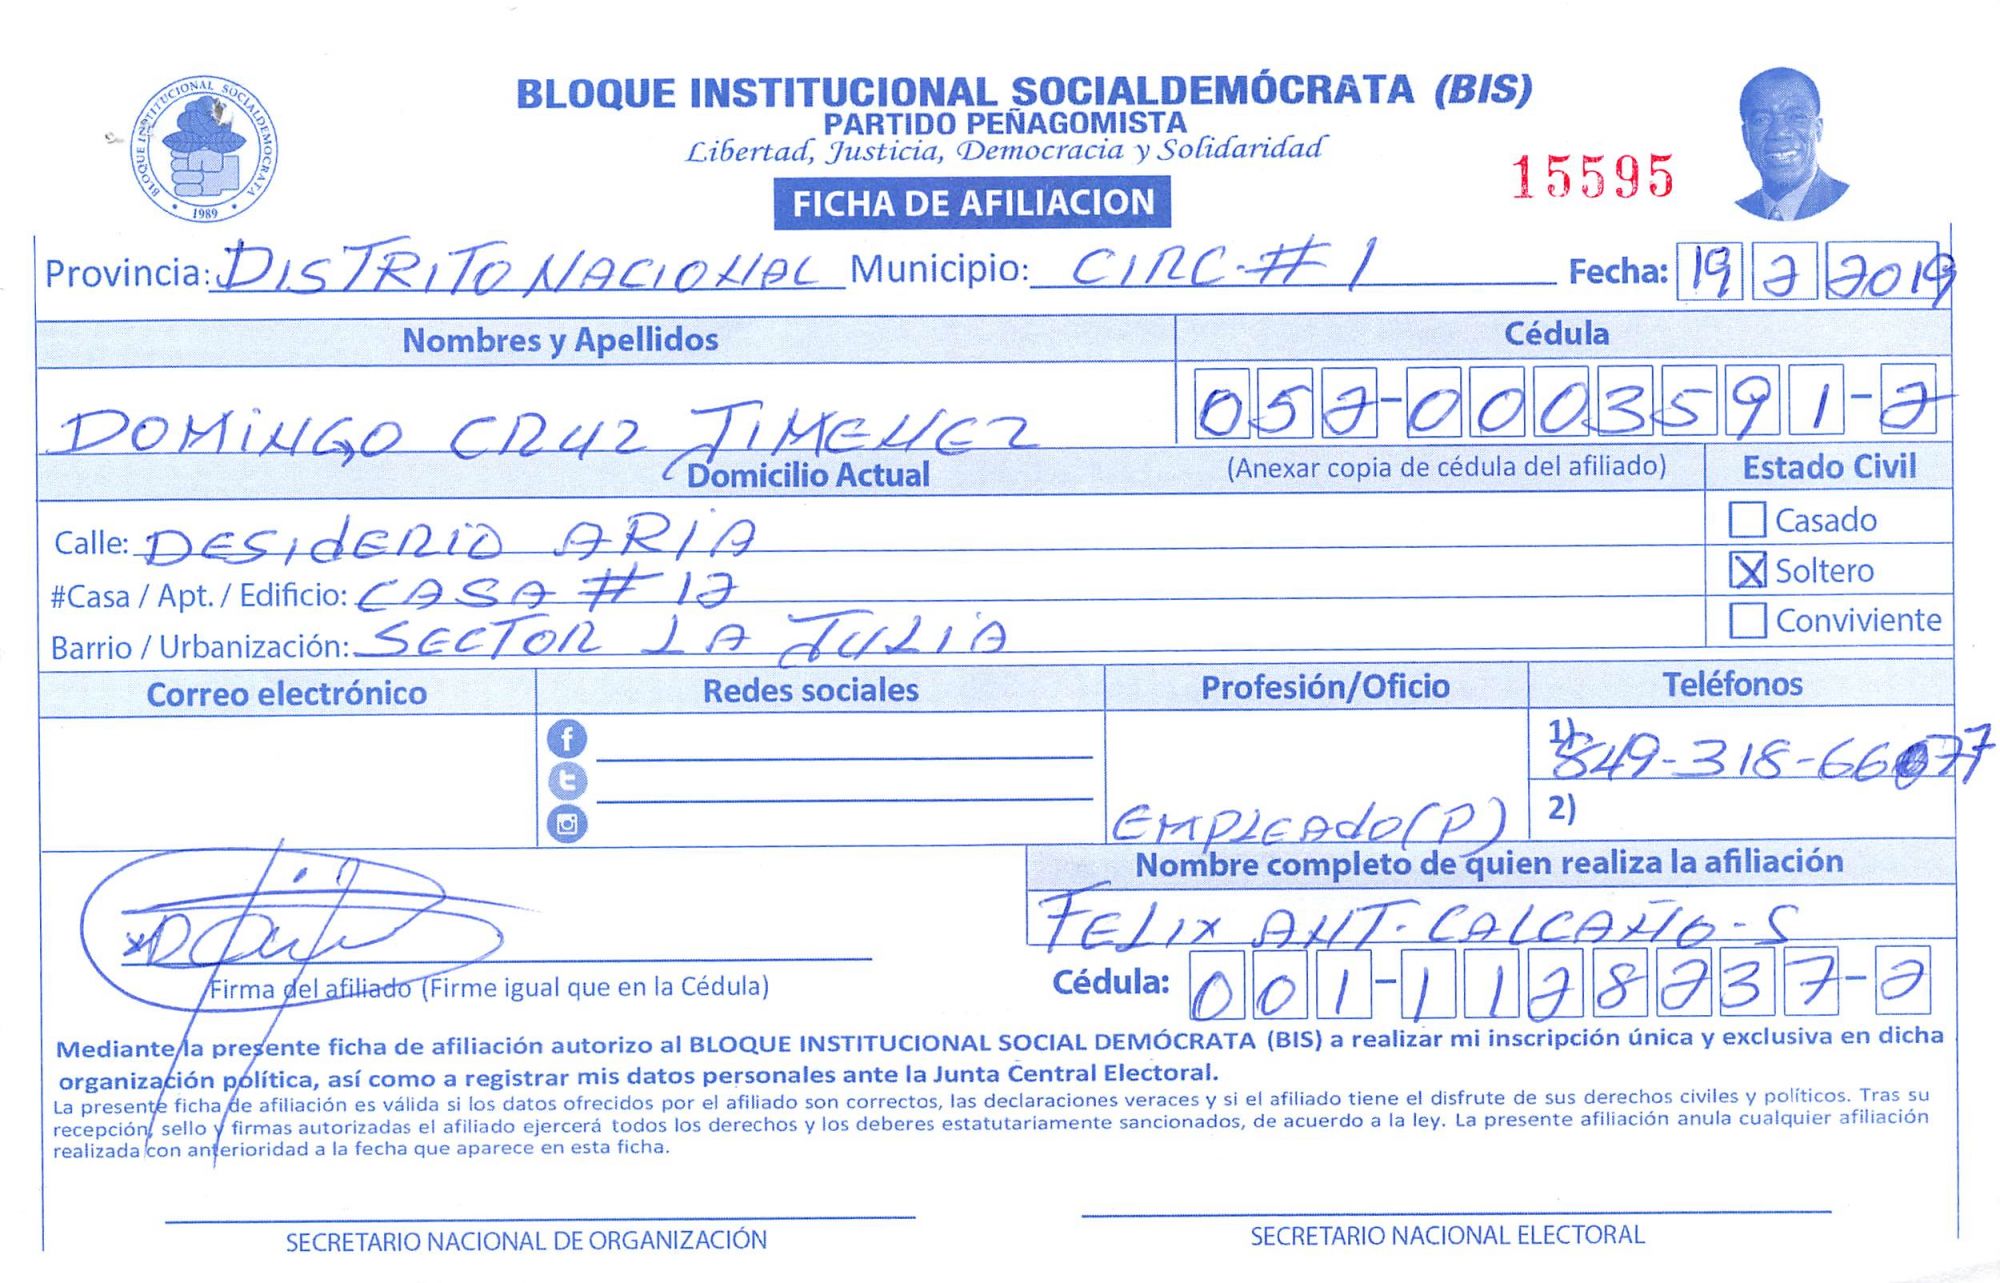 BLOQUE INSTITUCIONAL SOCIALDEMOCRATA
1989
BLOQUE INSTITUCIONAL SOCIALDEMÓCRATA (BIS)
PARTIDO PEÑAGOMISTA
Libertad, Justicia, Democracia y Solidaridad
15595
FICHA DE AFILIACION
Provincia: DISTRITO NACIONAL Municipio: CIRC-# 1 Fecha: 19 2 2019
Nombres y Apellidos Cédula
DOMINGO CRUZ JIMENEZ 052-0003591-2
Domicilio Actual (Anexar copia de cédula del afiliado) Estado Civil
Calle: DESIDERIO ARIA Casado
#Casa / Apt. / Edificio: CASA # 12 X Soltero
Barrio / Urbanización: SECTOR LA JULIA Conviviente
Correo electrónico Redes sociales Profesión/Oficio Teléfonos
1) 849-318-6677
EMPLEADO(P) 2)
Nombre completo de quien realiza la afiliación
FELIX ANT. CALCAÑO-S
Cédula: 001-1128237-2
Firma del afiliado (Firme igual que en la Cédula)
Mediante la presente ficha de afiliación autorizo al BLOQUE INSTITUCIONAL SOCIAL DEMÓCRATA (BIS) a realizar mi inscripción única y exclusiva en dicha
organización política, así como a registrar mis datos personales ante la Junta Central Electoral.
La presente ficha de afiliación es válida si los datos ofrecidos por el afiliado son correctos, las declaraciones veraces y si el afiliado tiene el disfrute de sus derechos civiles y políticos. Tras su
recepción, sello y firmas autorizadas el afiliado ejercerá todos los derechos y los deberes estatutariamente sancionados, de acuerdo a la ley. La presente afiliación anula cualquier afiliación
realizada con anterioridad a la fecha que aparece en esta ficha.
SECRETARIO NACIONAL DE ORGANIZACIÓN SECRETARIO NACIONAL ELECTORAL